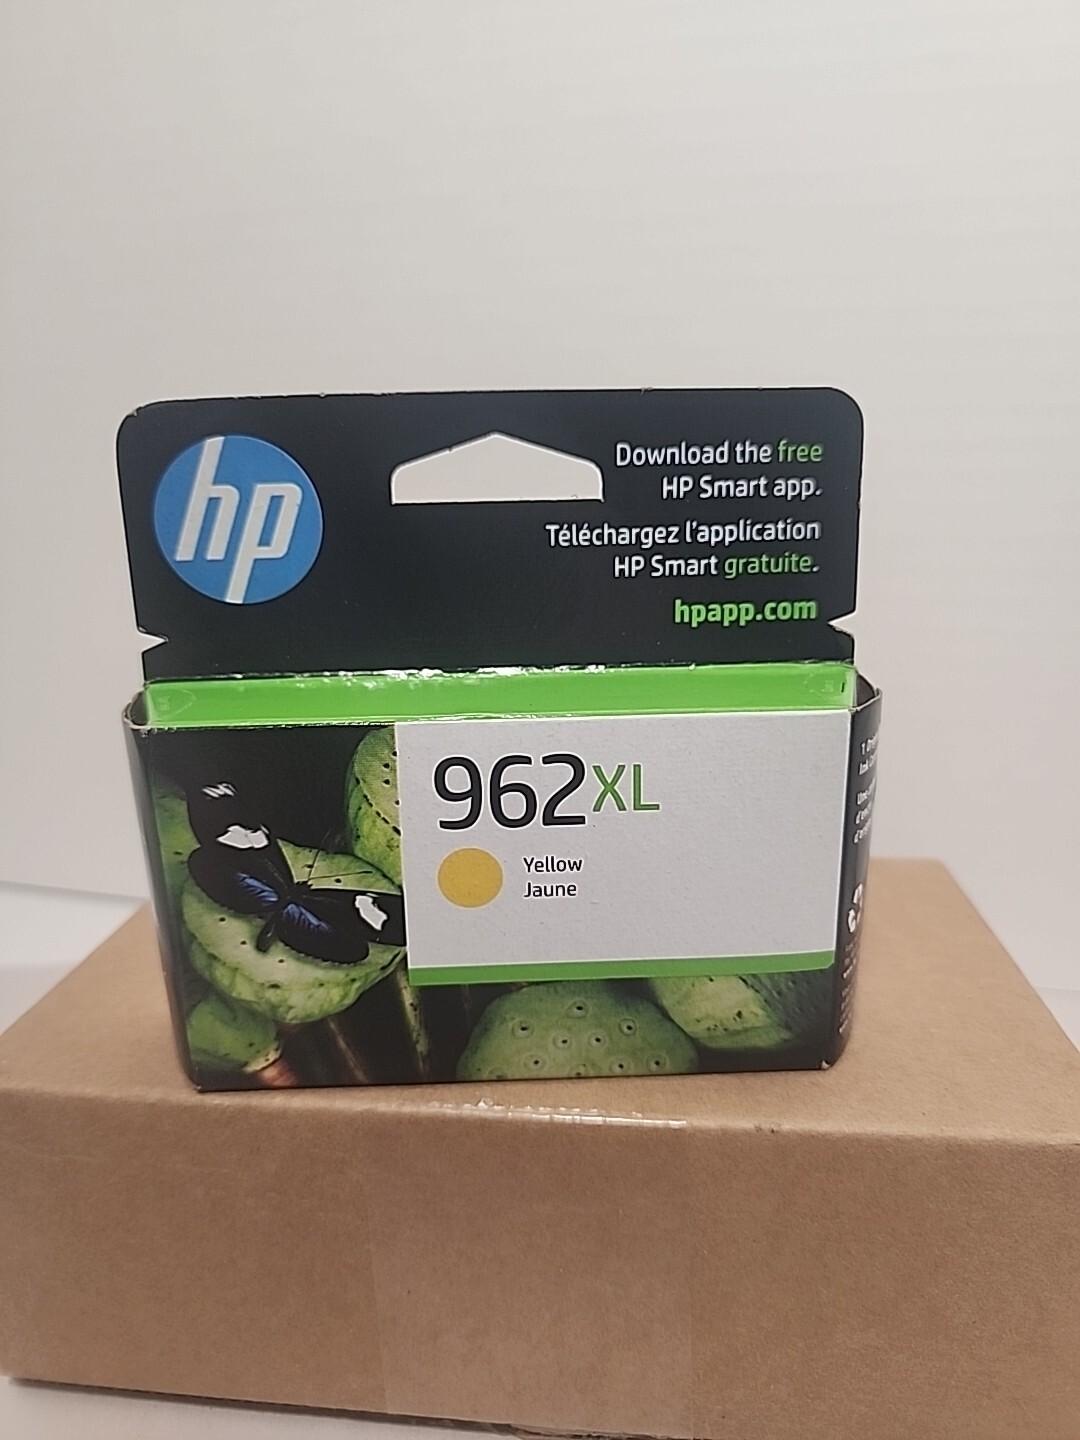 hp
Download the free
HP Smart app.
Téléchargez l'application
HP Smart gratuite.
hpapp.com
962XL
Yellow
Jaune